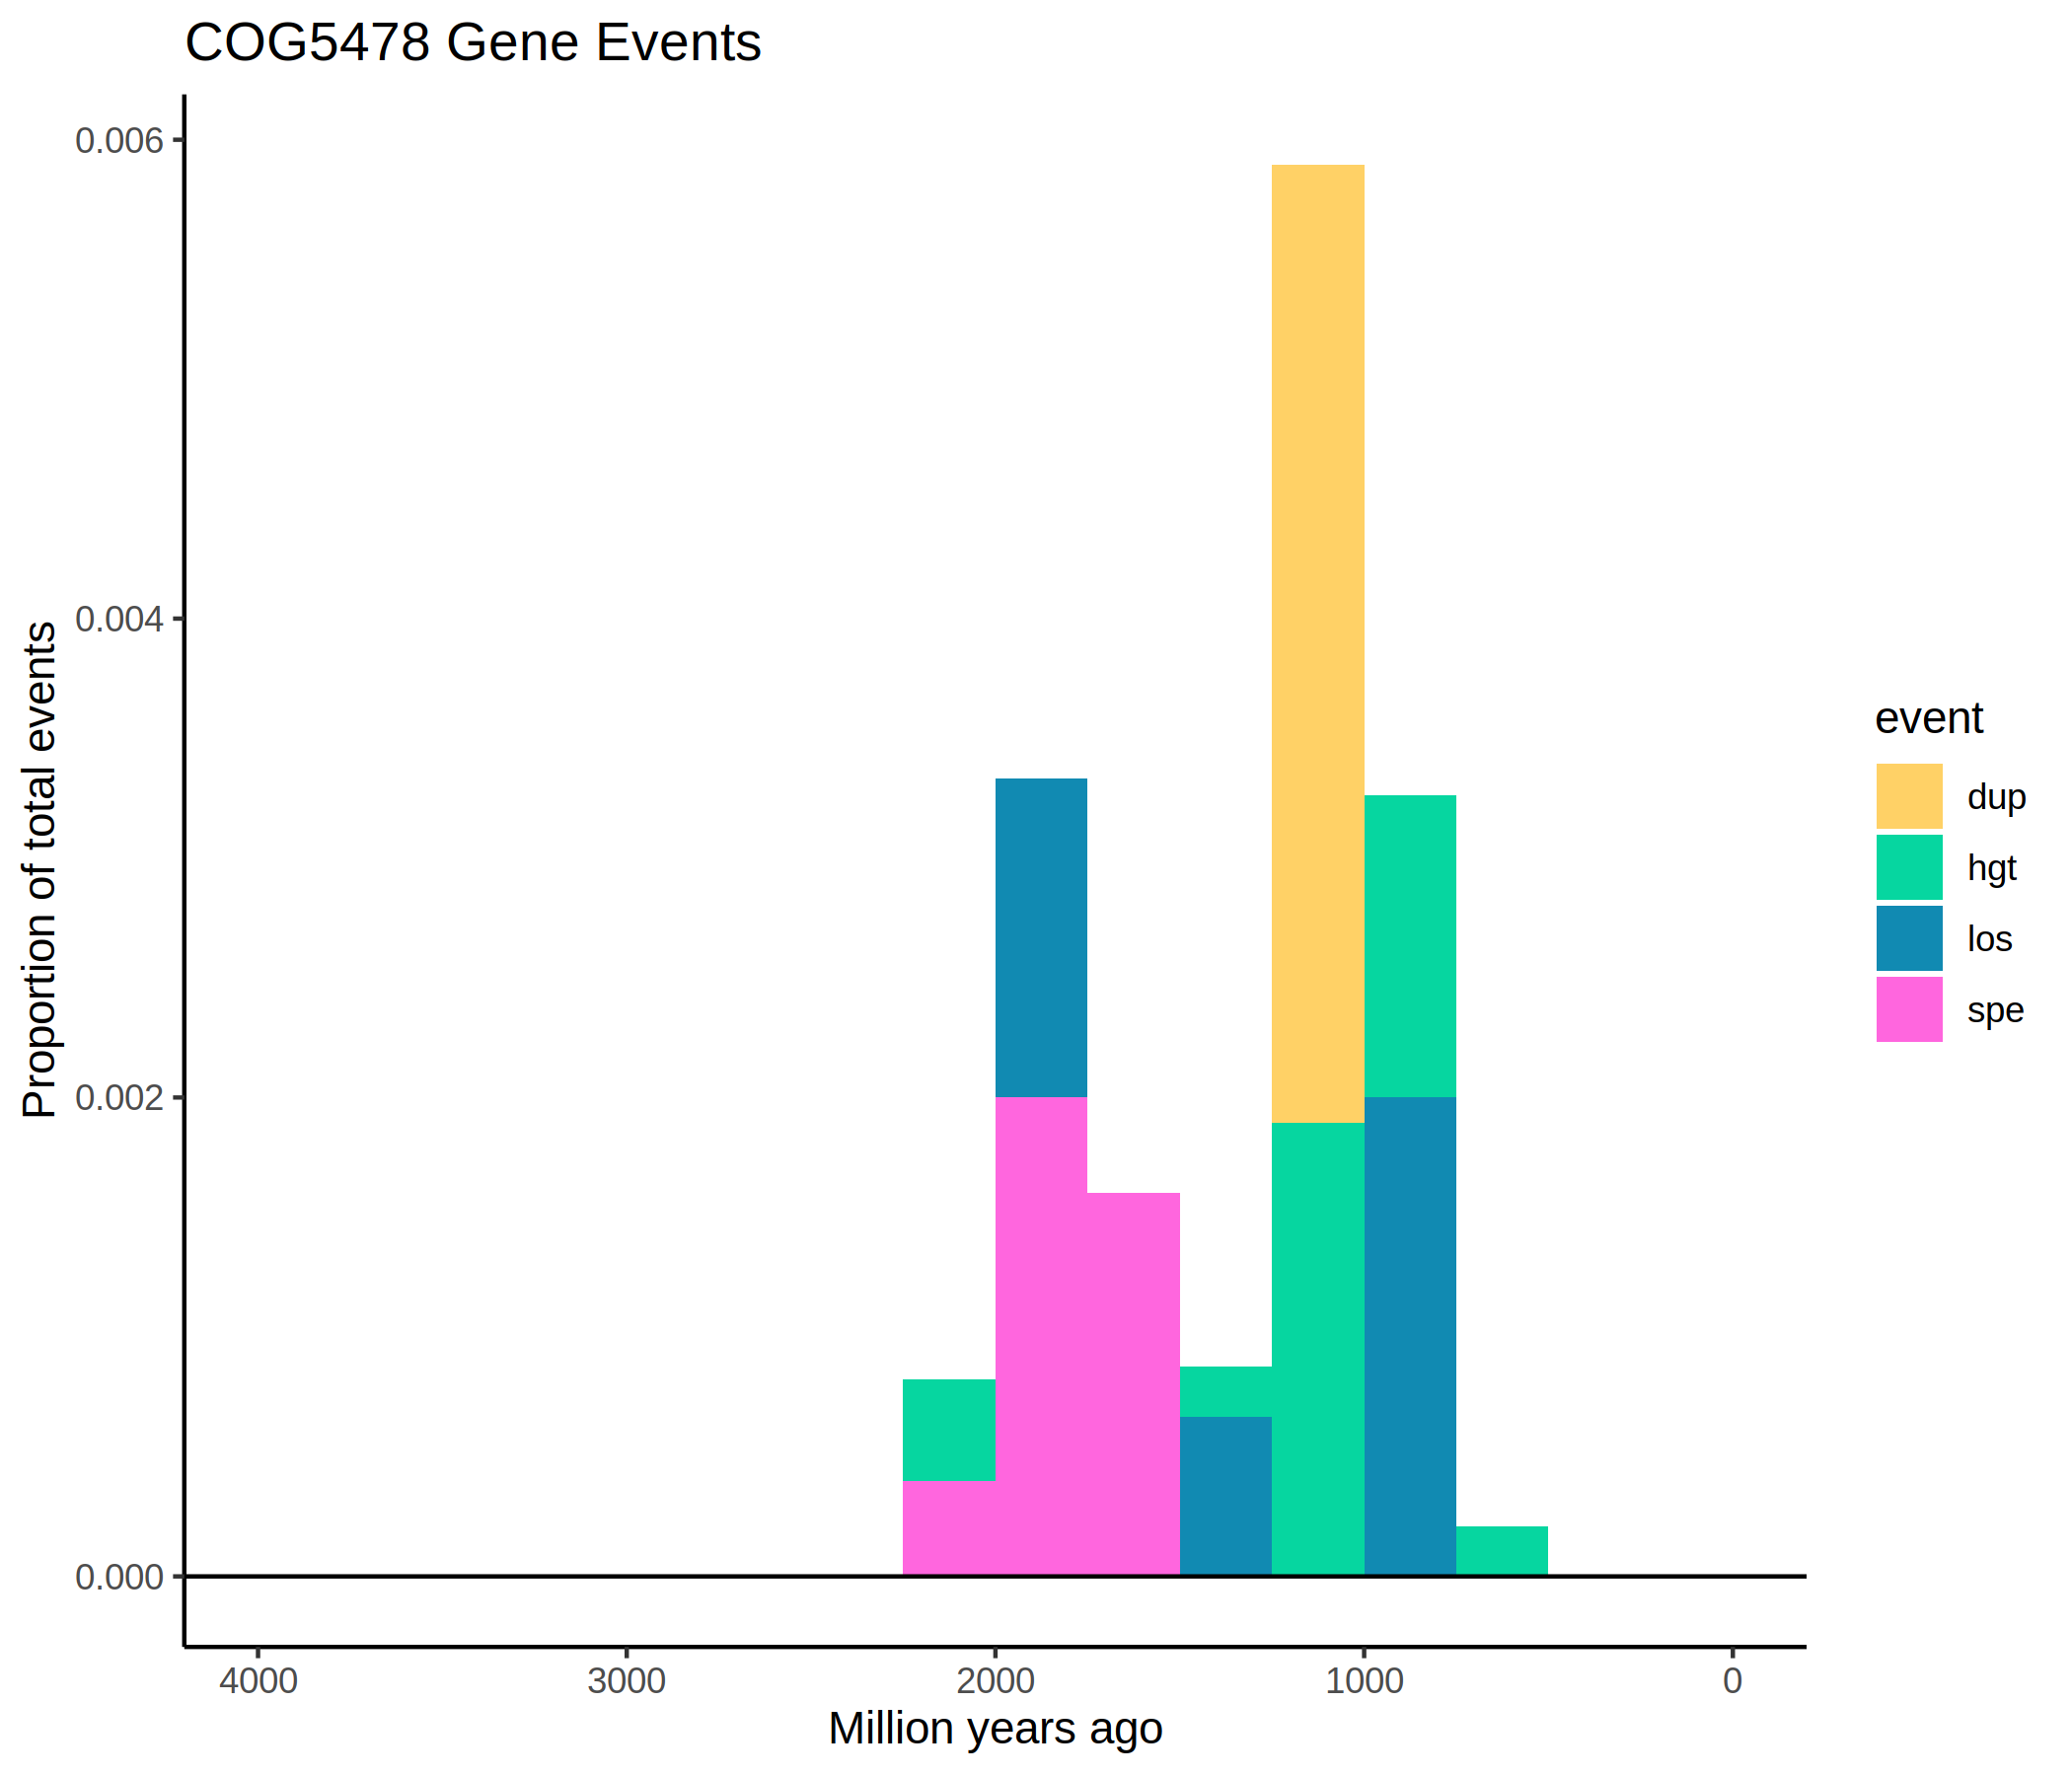 COG5478 Gene Events
0.006
0.004
0.002
0.000
Proportion of total events
4000
3000
2000
1000
0
Million years ago
event
dup
hgt
los
spe